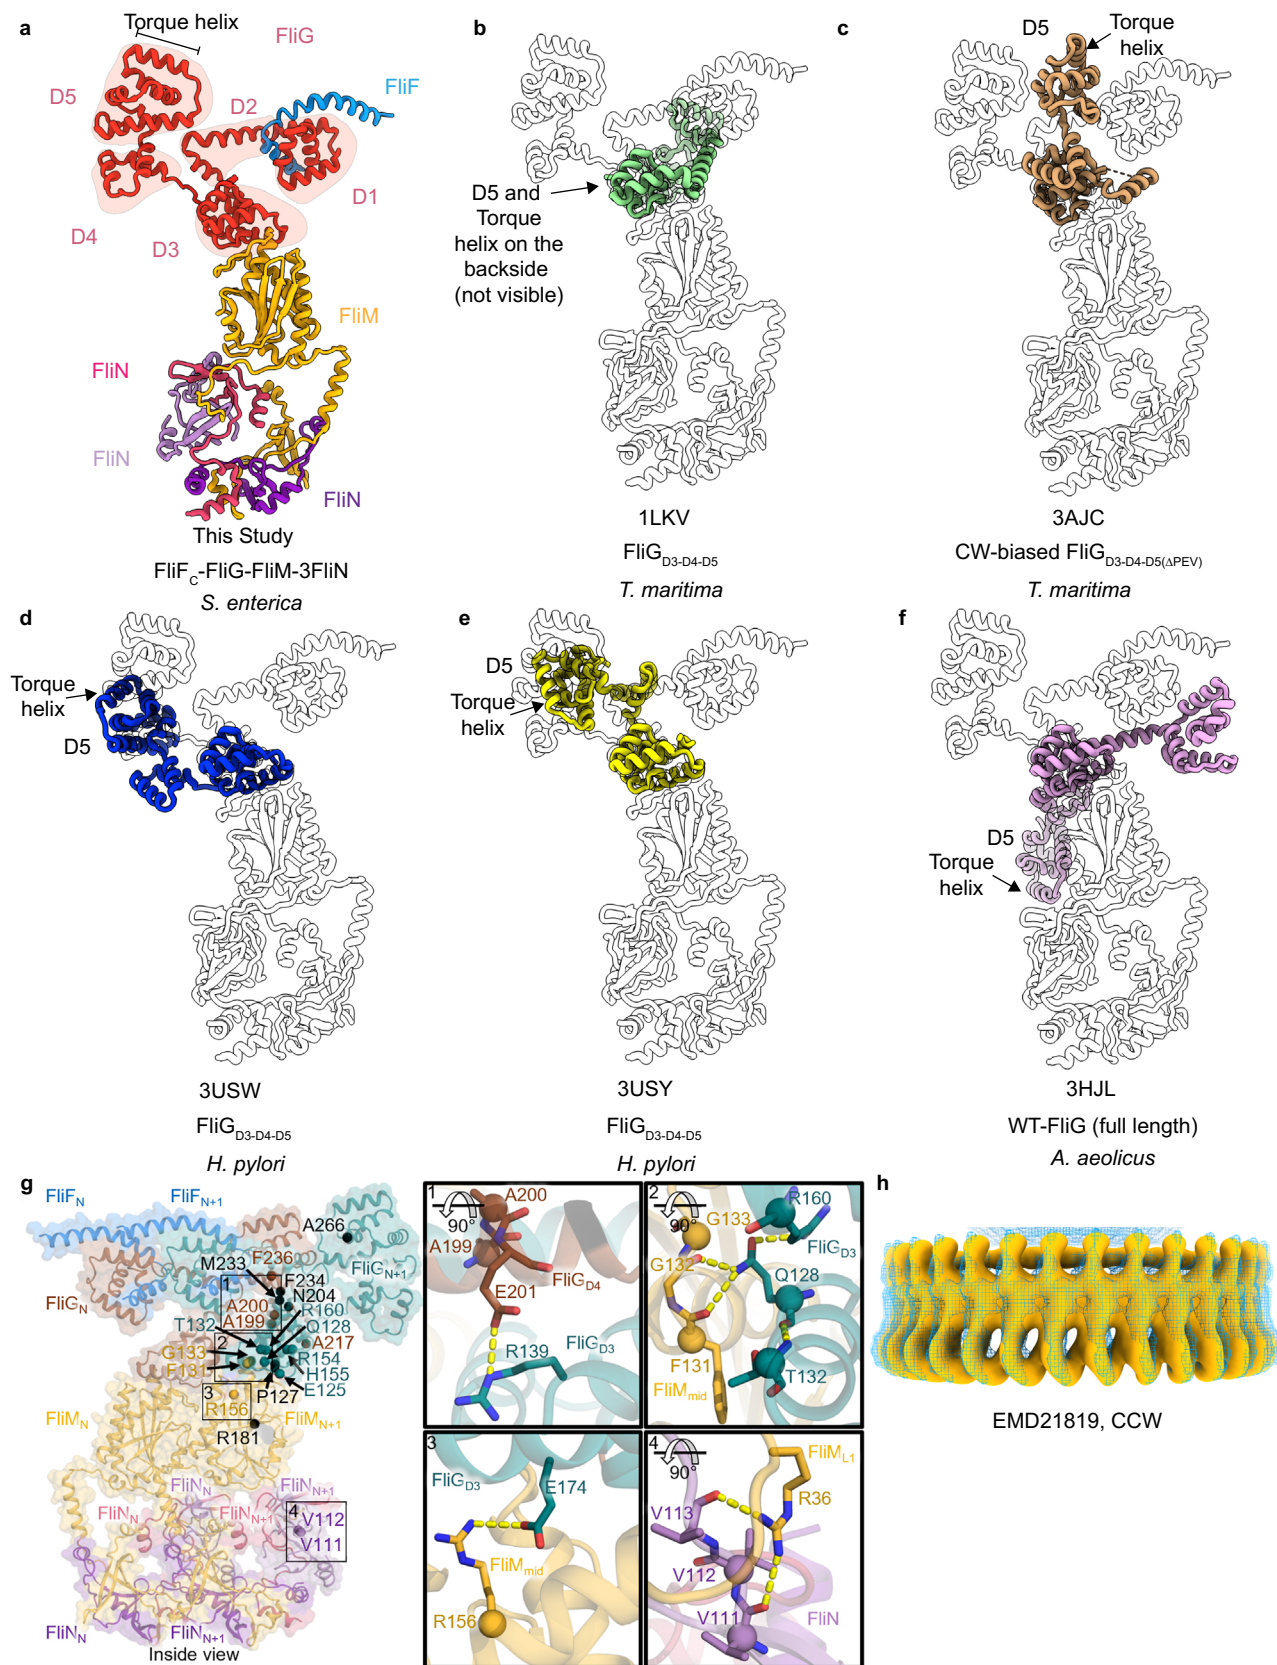 a
Torque helix
FliG
D5
D2
FliF
D1
D4
D3
FliM
FliN
FliN
FliN
This Study
FliFC-FliG-FliM-3FliN
S. enterica
b
D5 and
Torque
helix on the
backside
(not visible)
1LKV
FliGD3-D4-D5
T. maritima
c
D5
Torque
helix
3AJC
CW-biased FliGD3-D4-D5(ΔPEV)
T. maritima
d
Torque
helix
D5
3USW
FliGD3-D4-D5
H. pylori
e
D5
Torque
helix
3USY
FliGD3-D4-D5
H. pylori
f
D5
Torque
helix
3HJL
WT-FliG (full length)
A. aeolicus
g
FliFN
FliFN+1
A266
M233
F236
FliGN+1
1
F234
FliGN
N204
A200
R160
A199
T132
Q128
2
A217
G133
R154
F131
H155
3
P127
E125
R156
FliMN
FliMN+1
R181
FliNN
FliNN+1
FliNN
FliNN+1
4
V112
V111
FliNN
FliNN+1
Inside view
1
90°
A200
A199
FliGD4
E201
R139
FliGD3
2
90°
R160
G133
FliGD3
G132
Q128
F131
T132
FliMmid
3
FliGD3
E174
FliMmid
R156
4
90°
FliML1
V113
R36
V112
V111
FliN
h
EMD21819, CCW